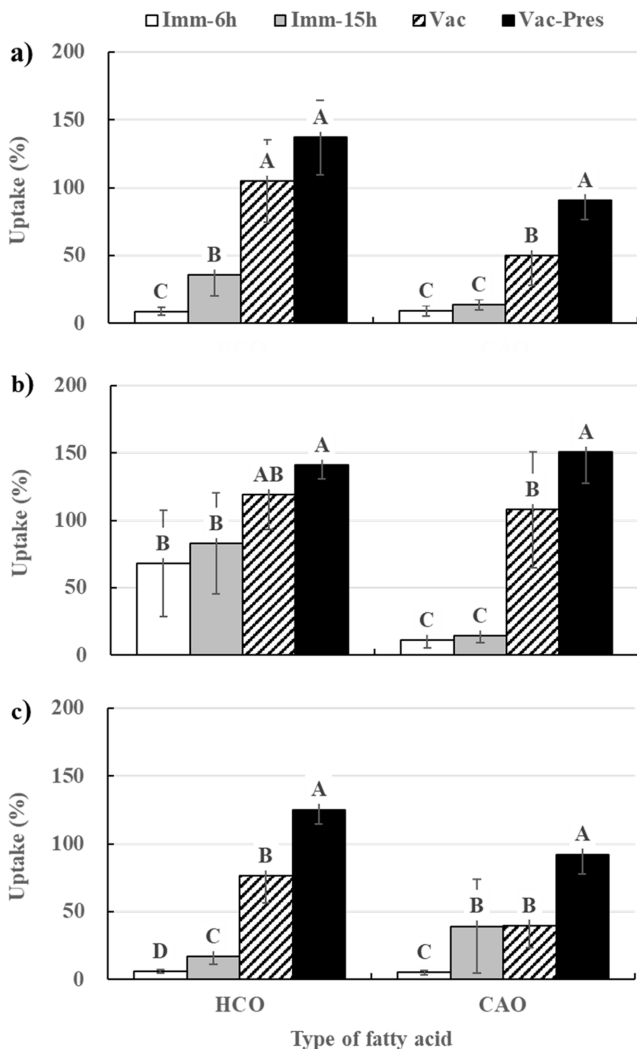 Imm-6h Imm-15h Vac Vac-Pres
a)
200
150
100
50
0
Uptake (%)
C B A A C C B A
b)
200
150
100
50
0
Uptake (%)
B B AB A C C B A
c)
200
150
100
50
0
Uptake (%)
D C B A C B B A
HCO CAO
Type of fatty acid